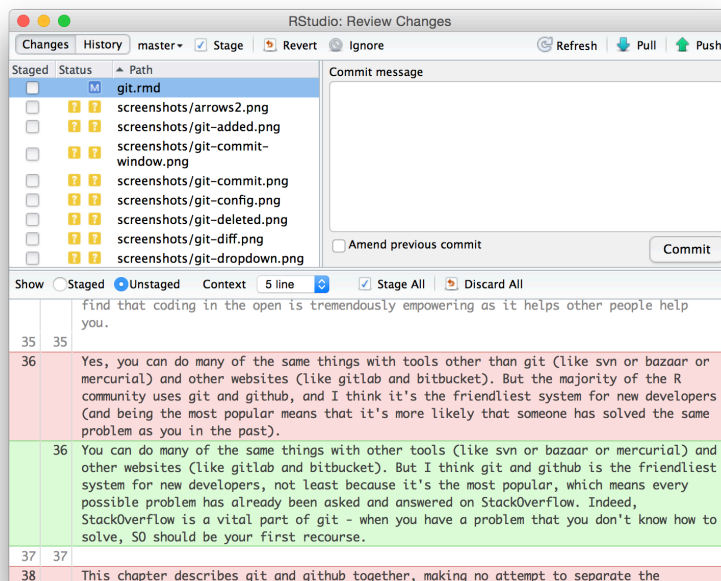 RStudio: Review Changes
Changes History master Stage Revert Ignore Refresh Pull Push
Staged Status Path Commit message
M git.rmd
? ? screenshots/arrows2.png
? ? screenshots/git-added.png
? ? screenshots/git-commit-
window.png
? ? screenshots/git-commit.png
? ? screenshots/git-config.png
? ? screenshots/git-deleted.png
? ? screenshots/git-diff.png
? ? screenshots/git-dropdown.png
Amend previous commit
Commit
Show Staged Unstaged Context 5 line Stage All Discard All
find that coding in the open is tremendously empowering as it helps other people help
you.
35 35
36 Yes, you can do many of the same things with tools other than git (like svn or bazaar or
mercurial) and other websites (like gitlab and bitbucket). But the majority of the R
community uses git and github, and I think it's the friendliest system for new developers
(and being the most popular means that it's more likely that someone has solved the same
problem as you in the past).
36 You can do many of the same things with other tools (like svn or bazaar or mercurial) and
other websites (like gitlab and bitbucket). But I think git and github is the friendliest
system for new developers, not least because it's the most popular, which means every
possible problem has already been asked and answered on StackOverflow. Indeed,
StackOverflow is a vital part of git - when you have a problem that you don't know how to
solve, SO should be your first recourse.
37 37
38 This chapter describes git and github together, making no attempt to separate the